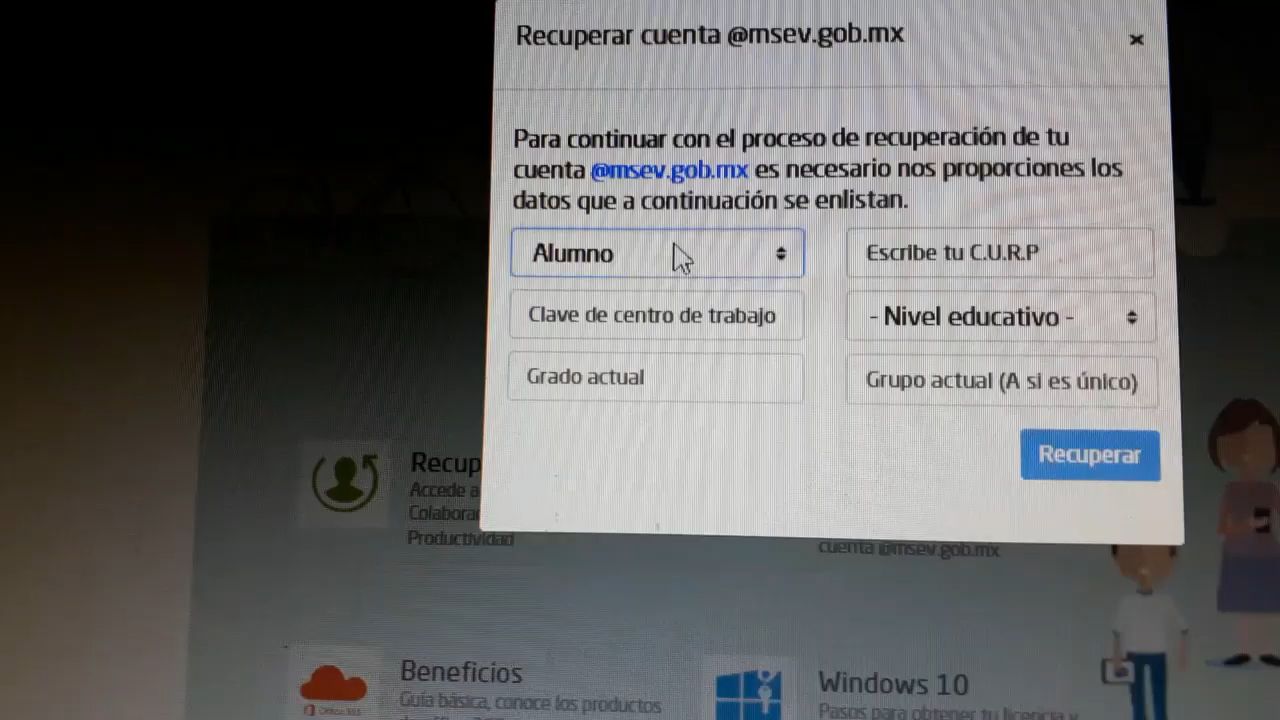 Recuperar cuenta @msev.gob.mx
×
Para continuar con el proceso de recuperación de tu
cuenta @msev.gob.mx es necesario nos proporciones los
datos que a continuación se enlistan.
Alumno
Escribe tu C.U.R.P
Clave de centro de trabajo
- Nivel educativo -
Grado actual
Grupo actual (A si es único)
Recuperar
Recup
Accede a
Colabora
Productividad
cuenta @msev.gob.mx
Beneficios
Guía básica, conoce los productos
Office 365
Windows 10
Pasos para obtener tu licencia y